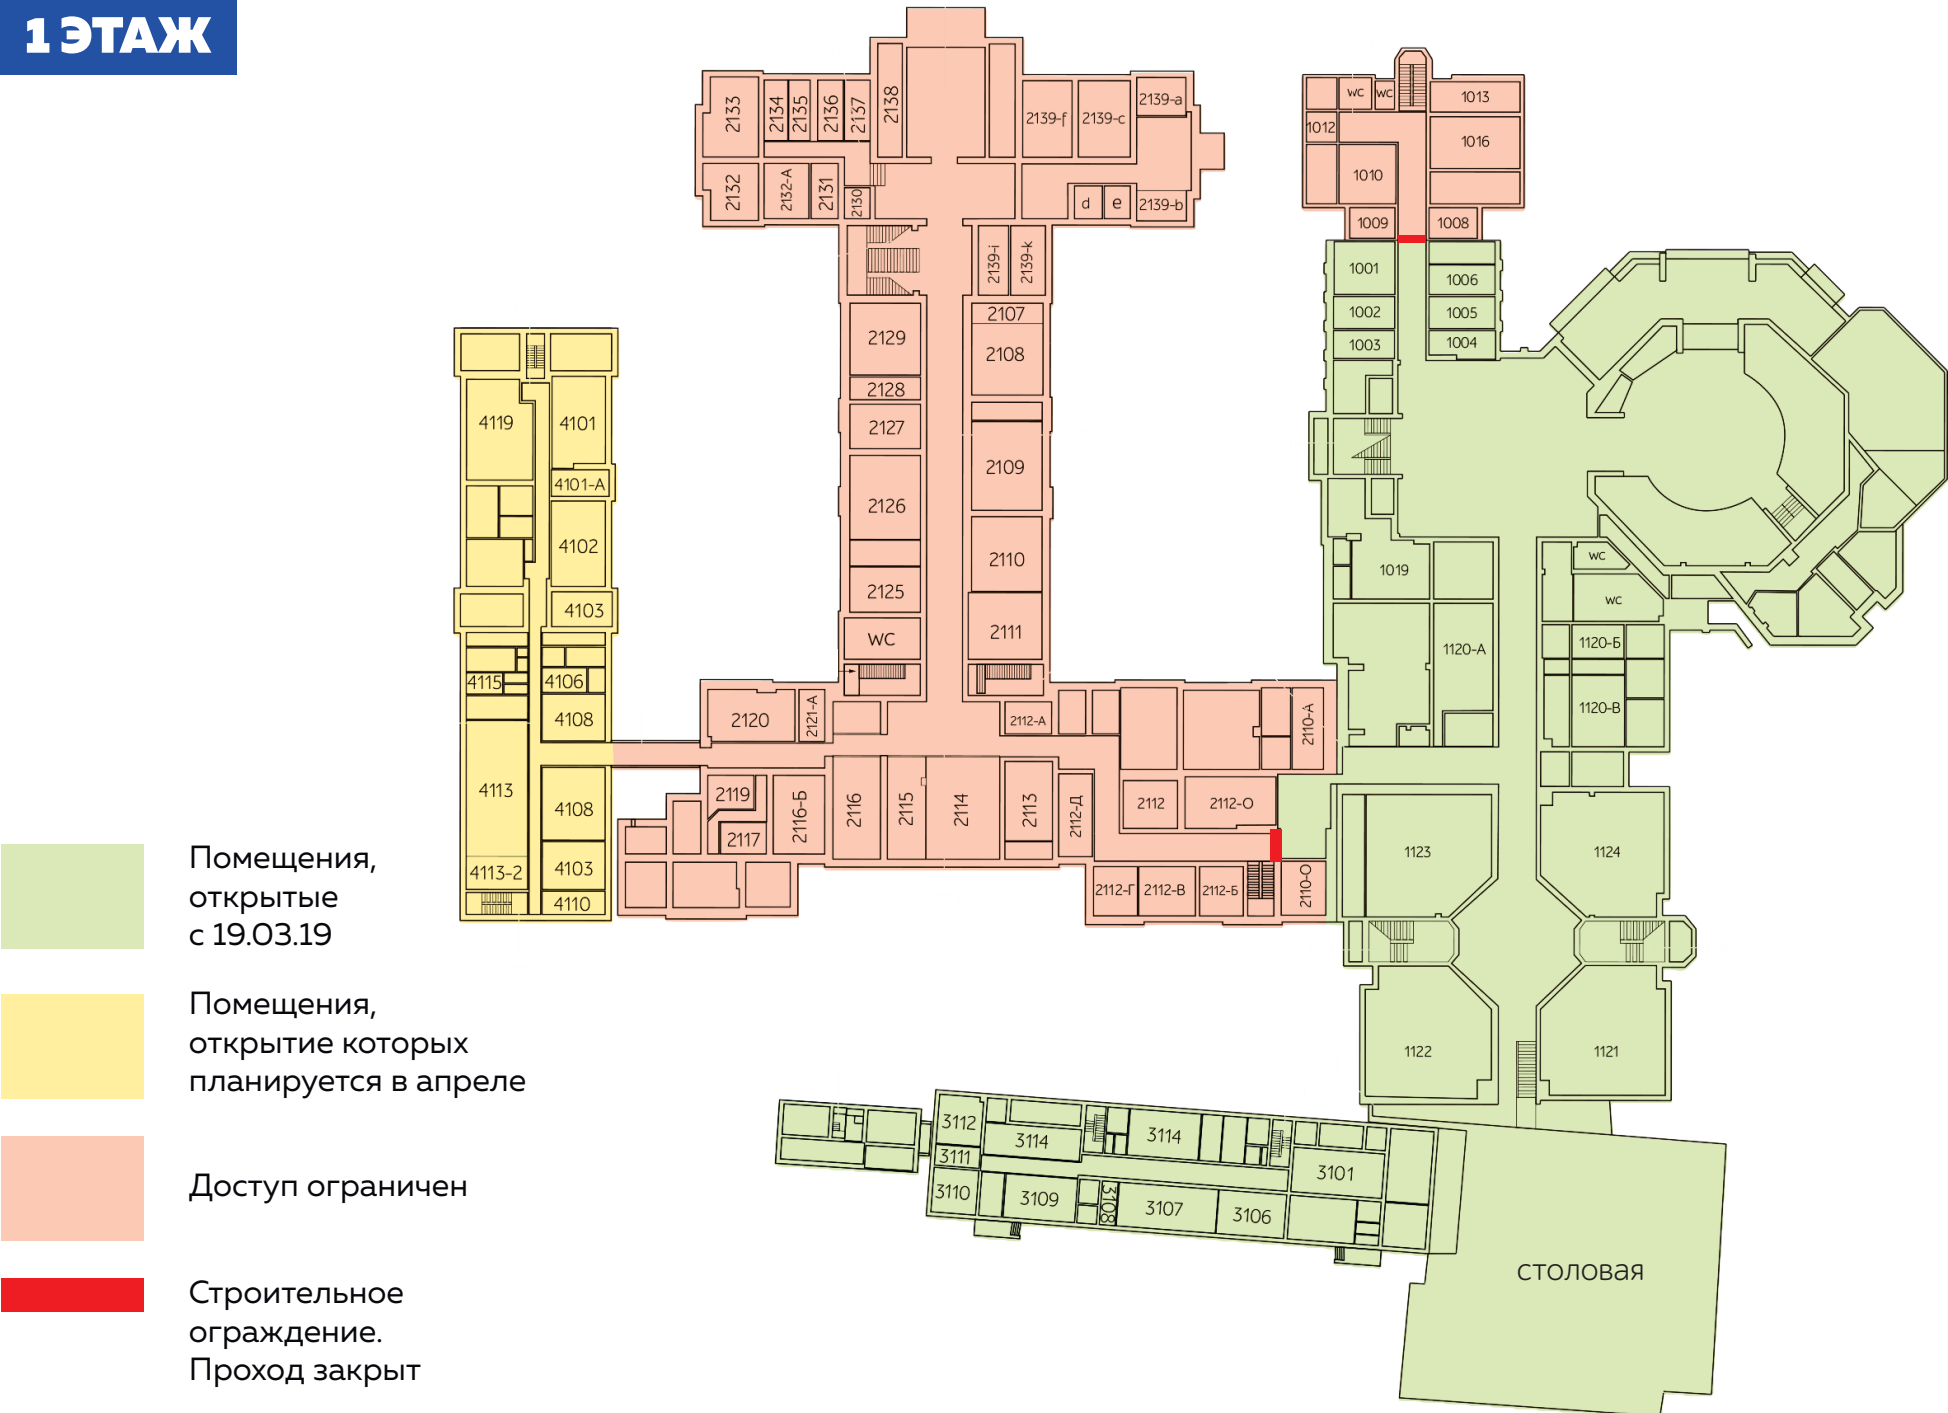 1 ЭТАЖ
2133
2134
2135
2136
2137
2138
2139-f
2139-c
2139-a
2132
2132-А
2131
2130
d
e
2139-b
2139-i
2139-k
2129
2107
2108
2128
2127
2109
2126
2110
2125
2111
WC
2120
2121-А
2112-А
2110-А
2119
2117
2116-Б
2116
2115
2114
2113
2112-Д
2112
2112-О
2112-Г
2112-В
2112-Б
2110-О
4119
4101
4101-А
4102
4103
4115
4106
4108
4113
4108
4113-2
4103
4110
WC
WC
1013
1012
1016
1010
1009
1008
1001
1006
1002
1005
1003
1004
1019
WC
WC
1120-А
1120-Б
1120-В
1123
1124
1122
1121
3112
3114
3114
3111
3101
3110
3109
3108
3107
3106
столовая
Помещения,
открытые
с 19.03.19
Помещения,
открытие которых
планируется в апреле
Доступ ограничен
Строительное
ограждение.
Проход закрыт